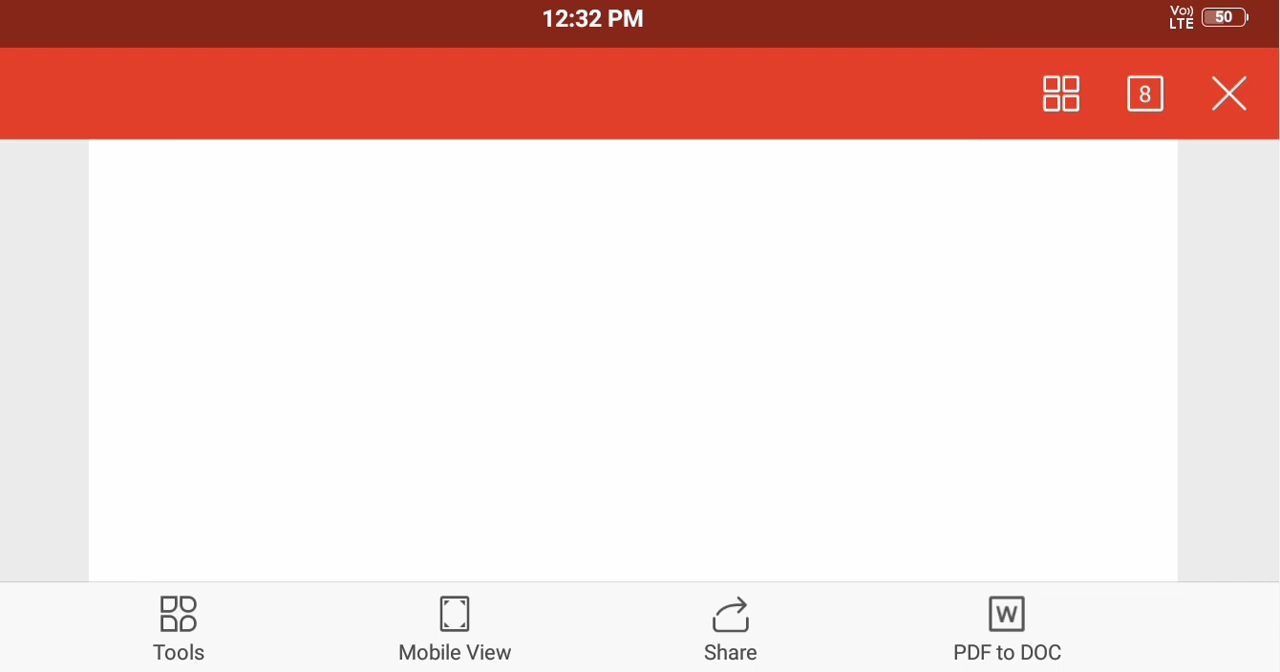 12:32 PM
Vo)) LTE 50
8
Tools
Mobile View
Share
W
PDF to DOC